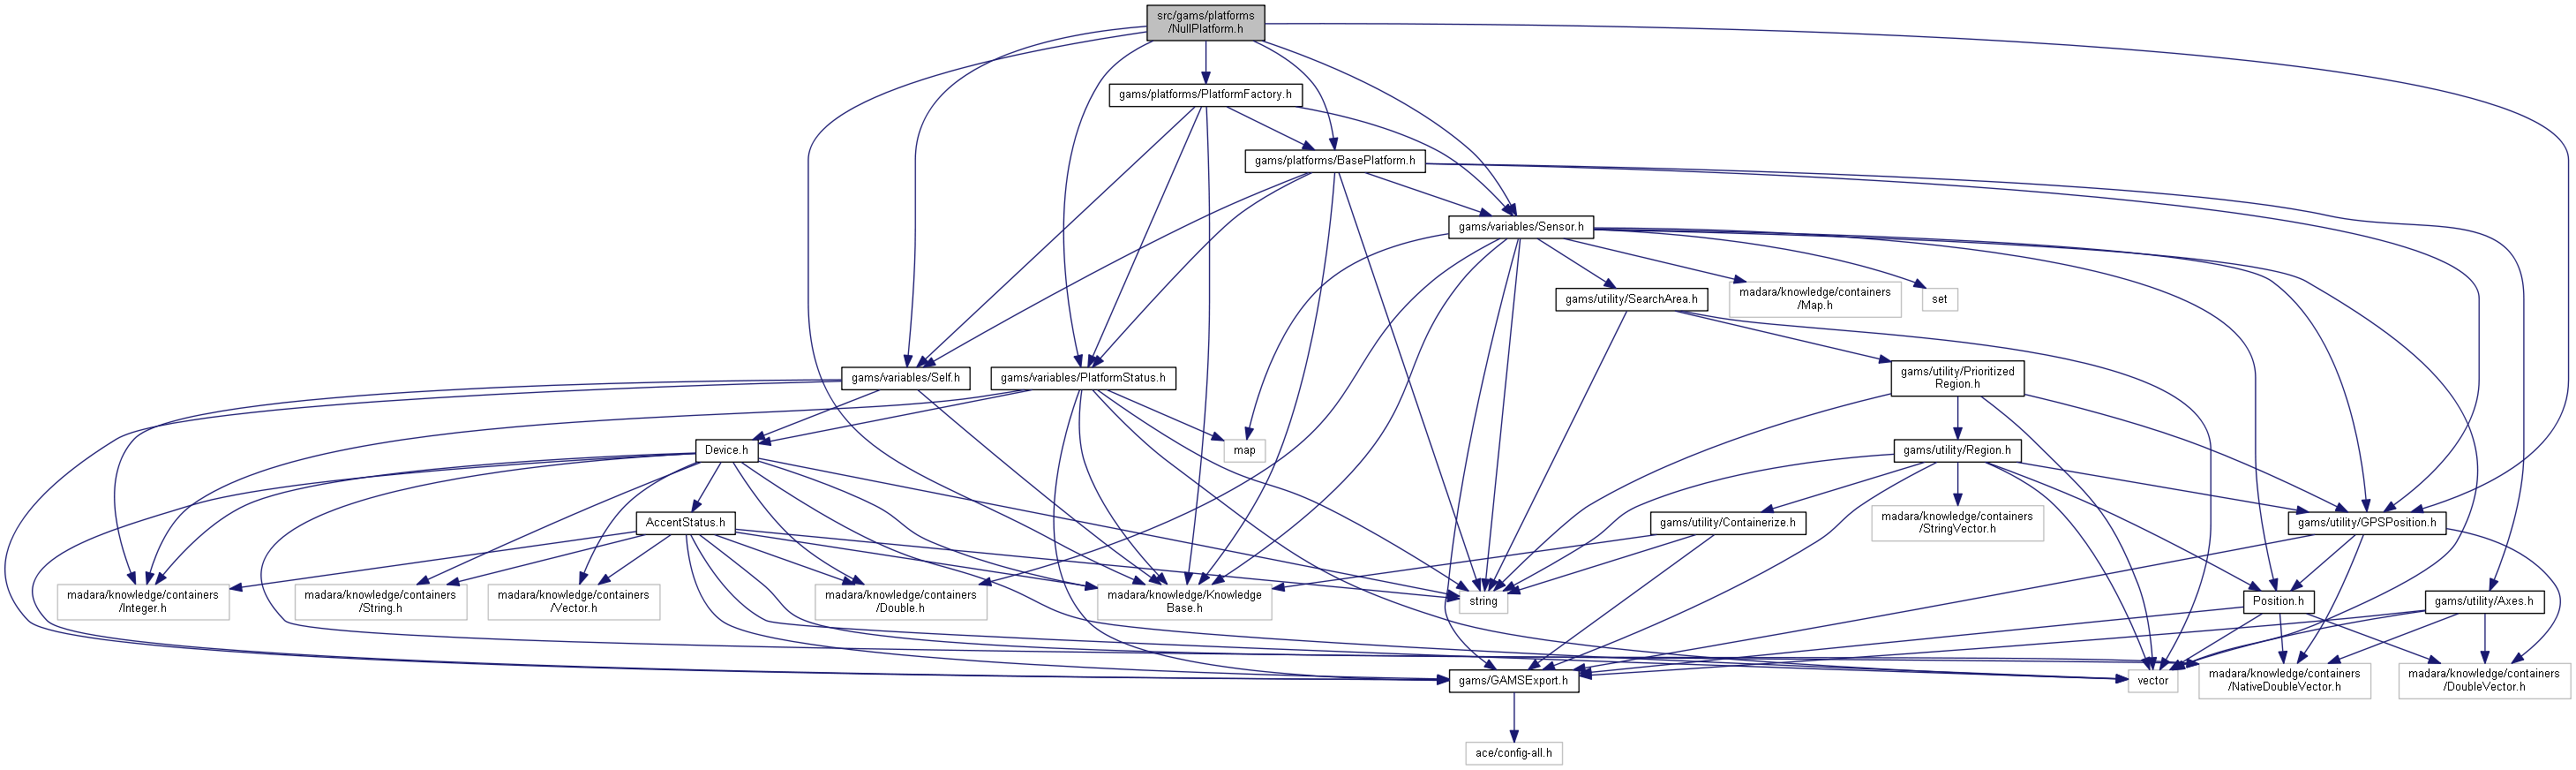 src/gams/platforms
/NullPlatform.h
gams/platforms/PlatformFactory.h
gams/platforms/BasePlatform.h
gams/variables/Sensor.h
gams/utility/SearchArea.h
madara/knowledge/containers
/Map.h
set
gams/variables/Self.h
gams/variables/PlatformStatus.h
gams/utility/Prioritized
Region.h
Device.h
map
gams/utility/Region.h
AccentStatus.h
gams/utility/Containerize.h
madara/knowledge/containers
/StringVector.h
gams/utility/GPSPosition.h
madara/knowledge/containers
/Integer.h
madara/knowledge/containers
/String.h
madara/knowledge/containers
/Vector.h
madara/knowledge/containers
/Double.h
madara/knowledge/Knowledge
Base.h
string
Position.h
gams/utility/Axes.h
gams/GAMSExport.h
vector
madara/knowledge/containers
/NativeDoubleVector.h
madara/knowledge/containers
/DoubleVector.h
ace/config-all.h